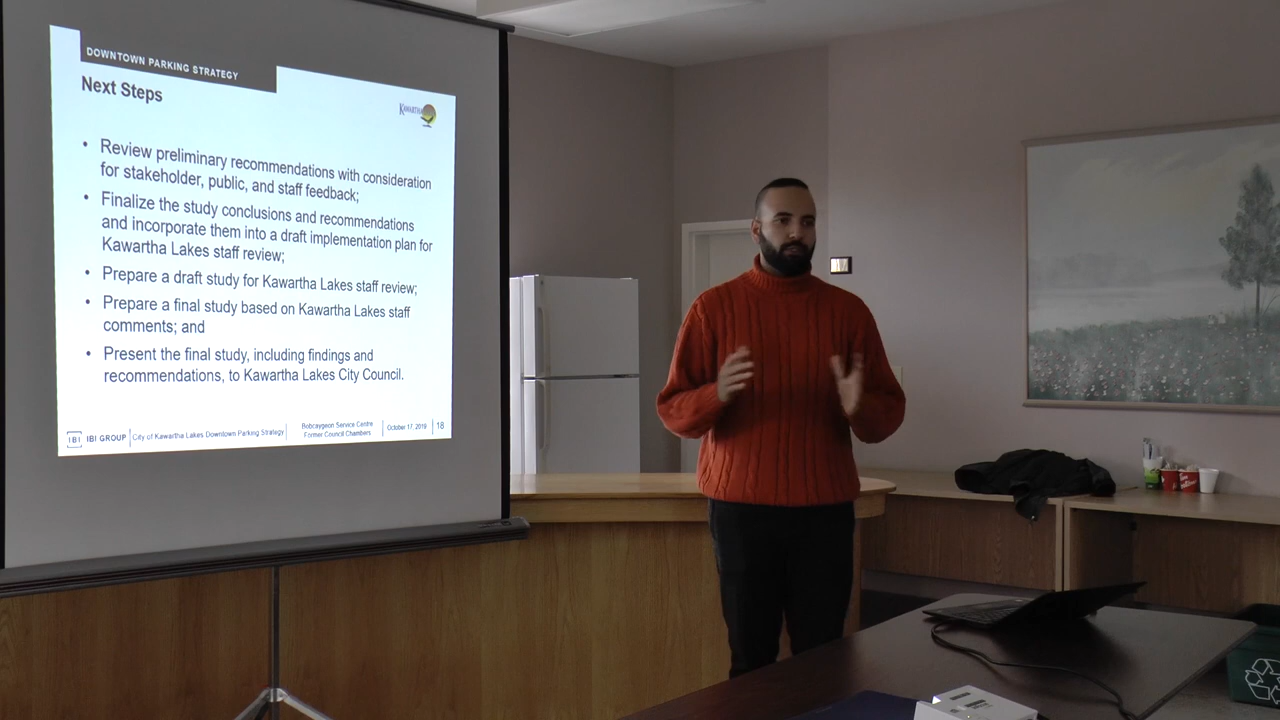 DOWNTOWN PARKING STRATEGY
Next Steps
KAWARTHA
• Review preliminary recommendations with consideration
for stakeholder, public, and staff feedback;
• Finalize the study conclusions and recommendations
and incorporate them into a draft implementation plan for
Kawartha Lakes staff review;
• Prepare a draft study for Kawartha Lakes staff review;
• Prepare a final study based on Kawartha Lakes staff
comments; and
• Present the final study, including findings and
recommendations, to Kawartha Lakes City Council.
IBI IBI GROUP
City of Kawartha Lakes Downtown Parking Strategy
Bobcaygeon Service Centre
Former Council Chambers
October 17, 2019
18